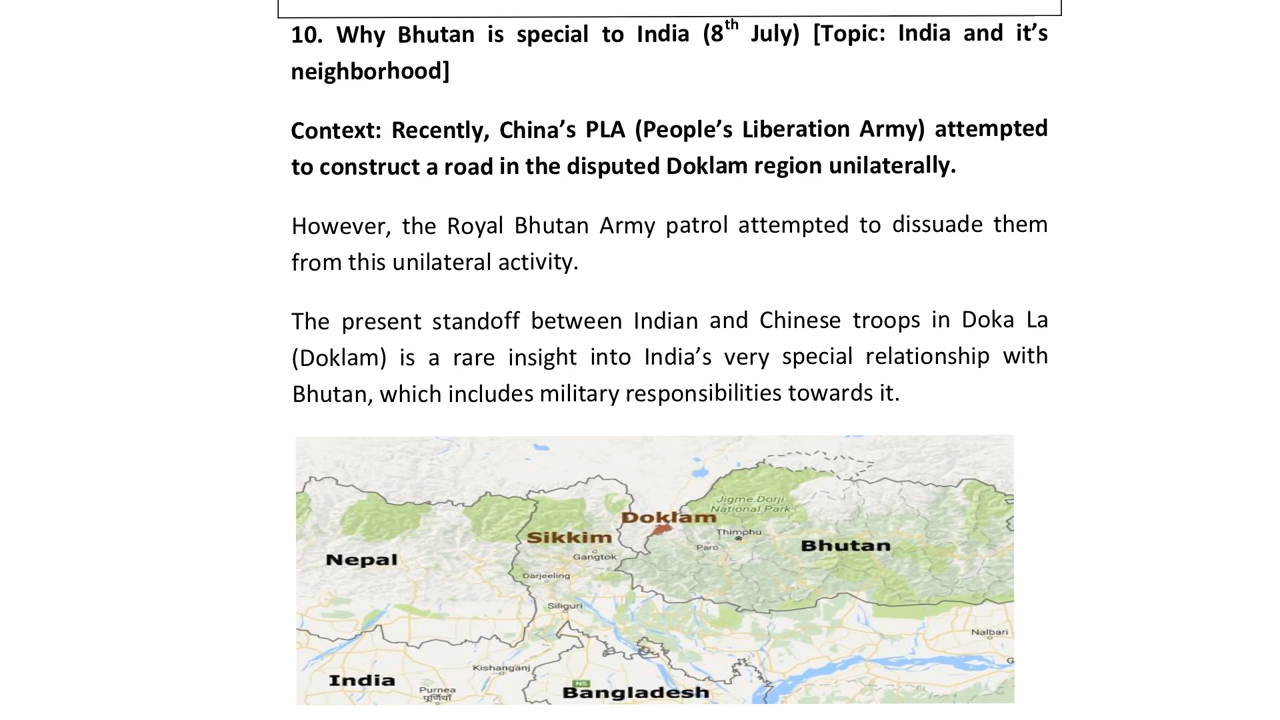 10. Why Bhutan is special to India (8th July) [Topic: India and it’s
neighborhood]
Context: Recently, China’s PLA (People’s Liberation Army) attempted
to construct a road in the disputed Doklam region unilaterally.
However, the Royal Bhutan Army patrol attempted to dissuade them
from this unilateral activity.
The present standoff between Indian and Chinese troops in Doka La
(Doklam) is a rare insight into India’s very special relationship with
Bhutan, which includes military responsibilities towards it.
Jigme Dorji
National Park
Doklam
Sikkim
Thimphu
Bhutan
Paro
Nepal
Gangtok
Darjeeling
Siliguri
Nalbari
G
Kishanganj
India
Purnea
पूर्णियाँ
N5
Bangladesh